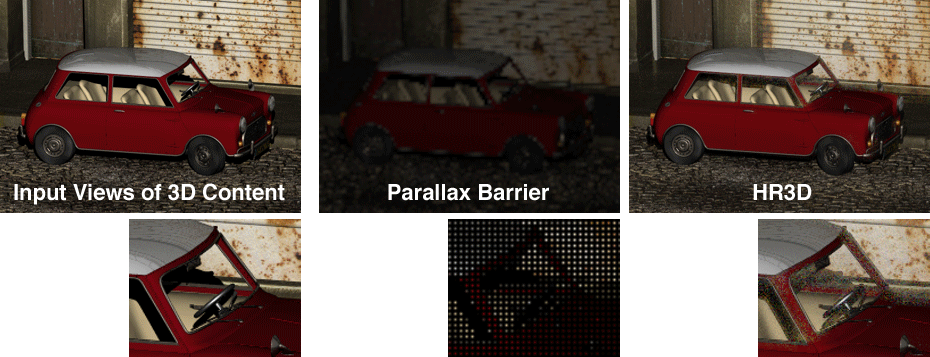 Input Views of 3D Content
Parallax Barrier
HR3D